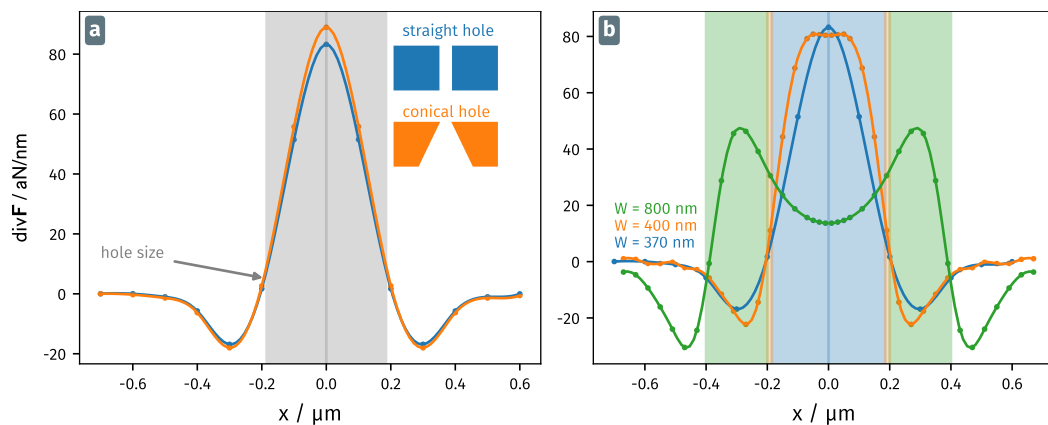 a
straight hole
conical hole
hole size
divF / aN/nm
80
60
40
20
0
-20
-0.6
-0.4
-0.2
0.0
0.2
0.4
0.6
x / μm
b
W = 800 nm
W = 400 nm
W = 370 nm
80
60
40
20
0
-20
-0.6
-0.4
-0.2
0.0
0.2
0.4
0.6
x / μm